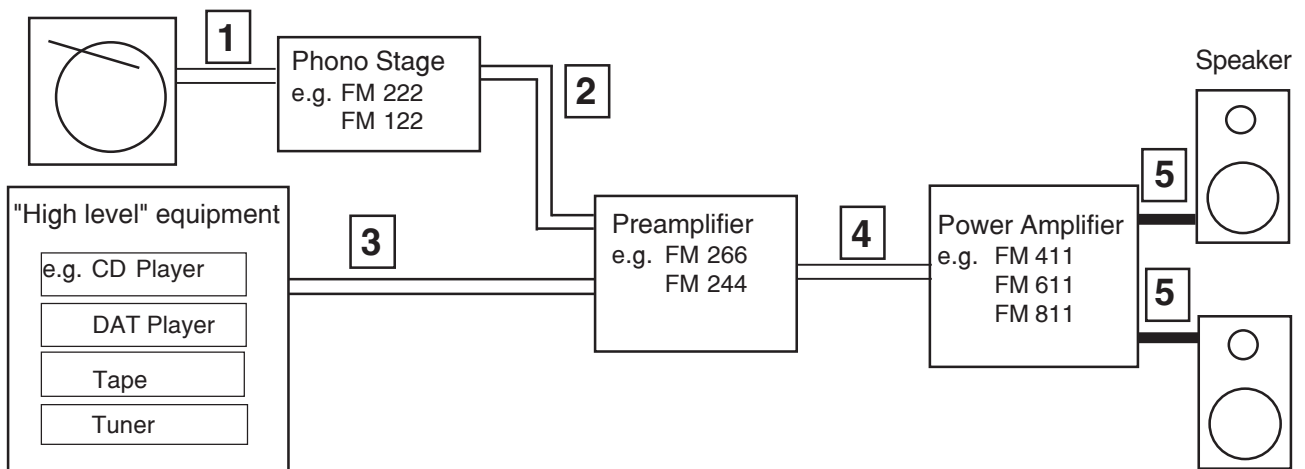 1
Phono Stage
e.g. FM 222
FM 122
2
Speaker
"High level" equipment
e.g. CD Player
DAT Player
Tape
Tuner
3
Preamplifier
e.g. FM 266
FM 244
4
Power Amplifier
e.g. FM 411
FM 611
FM 811
5
5